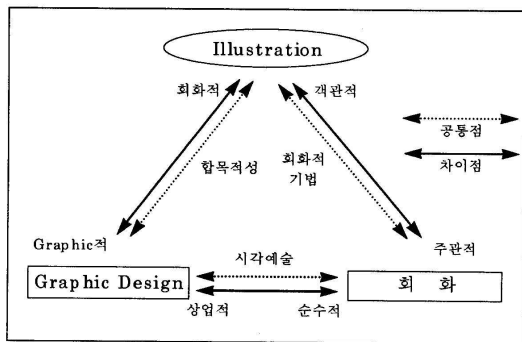 Illustration
회화적
객관적
공통점
합목적성
회화적
기법
차이점
Graphic적
시각예술
주관적
Graphic Design
회 화
상업적
순수적